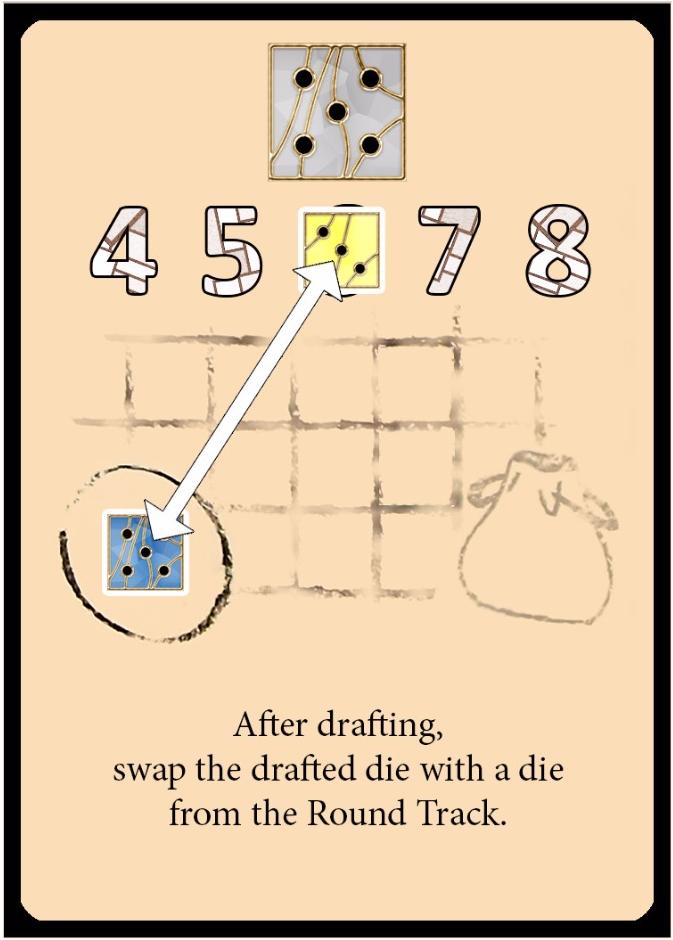 4 5 7 8
After drafting,
swap the drafted die with a die
from the Round Track.